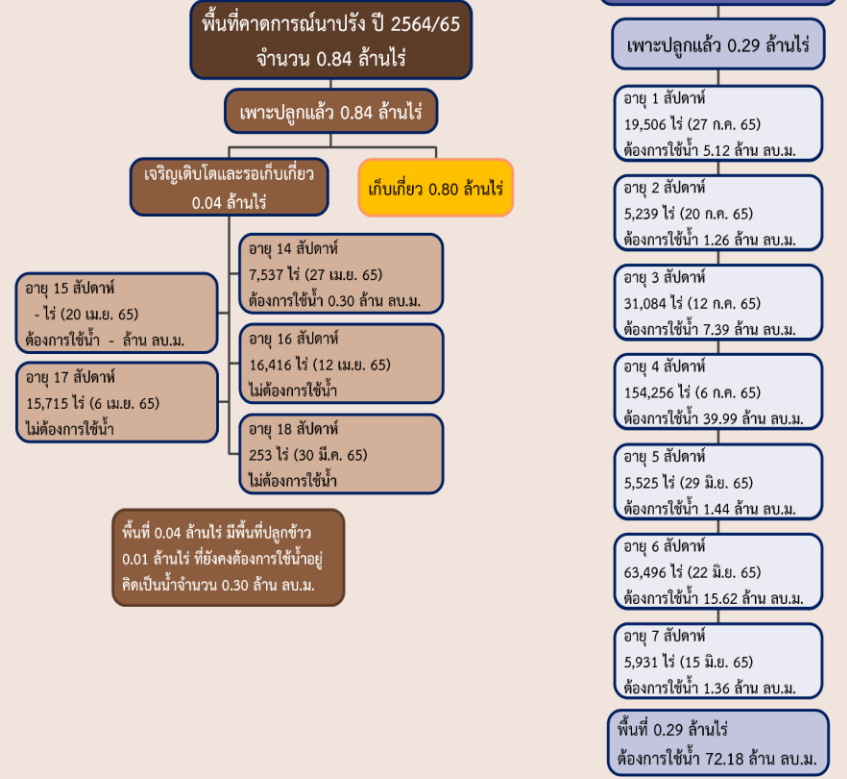 พื้นที่คาดการณ์นาปรัง ปี 2564/65
จำนวน 0.84 ล้านไร่
เพาะปลูกแล้ว 0.84 ล้านไร่
เจริญเติบโตและรอเก็บเกี่ยว
0.04 ล้านไร่
เก็บเกี่ยว 0.80 ล้านไร่
อายุ 14 สัปดาห์
7,537 ไร่ (27 เม.ย. 65)
ต้องการใช้น้ำ 0.30 ล้าน ลบ.ม.
อายุ 15 สัปดาห์
- ไร่ (20 เม.ย. 65)
ต้องการใช้น้ำ - ล้าน ลบ.ม.
อายุ 16 สัปดาห์
16,416 ไร่ (12 เม.ย. 65)
ไม่ต้องการใช้น้ำ
อายุ 17 สัปดาห์
15,715 ไร่ (6 เม.ย. 65)
ไม่ต้องการใช้น้ำ
อายุ 18 สัปดาห์
253 ไร่ (30 มี.ค. 65)
ไม่ต้องการใช้น้ำ
พื้นที่ 0.04 ล้านไร่ มีพื้นที่ปลูกข้าว
0.01 ล้านไร่ ที่ยังคงต้องการใช้น้ำอยู่
คิดเป็นน้ำจำนวน 0.30 ล้าน ลบ.ม.
เพาะปลูกแล้ว 0.29 ล้านไร่
อายุ 1 สัปดาห์
19,506 ไร่ (27 ก.ค. 65)
ต้องการใช้น้ำ 5.12 ล้าน ลบ.ม.
อายุ 2 สัปดาห์
5,239 ไร่ (20 ก.ค. 65)
ต้องการใช้น้ำ 1.26 ล้าน ลบ.ม.
อายุ 3 สัปดาห์
31,084 ไร่ (12 ก.ค. 65)
ต้องการใช้น้ำ 7.39 ล้าน ลบ.ม.
อายุ 4 สัปดาห์
154,256 ไร่ (6 ก.ค. 65)
ต้องการใช้น้ำ 39.99 ล้าน ลบ.ม.
อายุ 5 สัปดาห์
5,525 ไร่ (29 มิ.ย. 65)
ต้องการใช้น้ำ 1.44 ล้าน ลบ.ม.
อายุ 6 สัปดาห์
63,496 ไร่ (22 มิ.ย. 65)
ต้องการใช้น้ำ 15.62 ล้าน ลบ.ม.
อายุ 7 สัปดาห์
5,931 ไร่ (15 มิ.ย. 65)
ต้องการใช้น้ำ 1.36 ล้าน ลบ.ม.
พื้นที่ 0.29 ล้านไร่
ต้องการใช้น้ำ 72.18 ล้าน ลบ.ม.